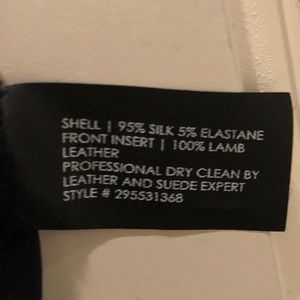 SHELL | 95% SILK 5% ELASTANE
FRONT INSERT | 100% LAMB
LEATHER
PROFESSIONAL DRY CLEAN BY
LEATHER AND SUEDE EXPERT
STYLE # 295531368